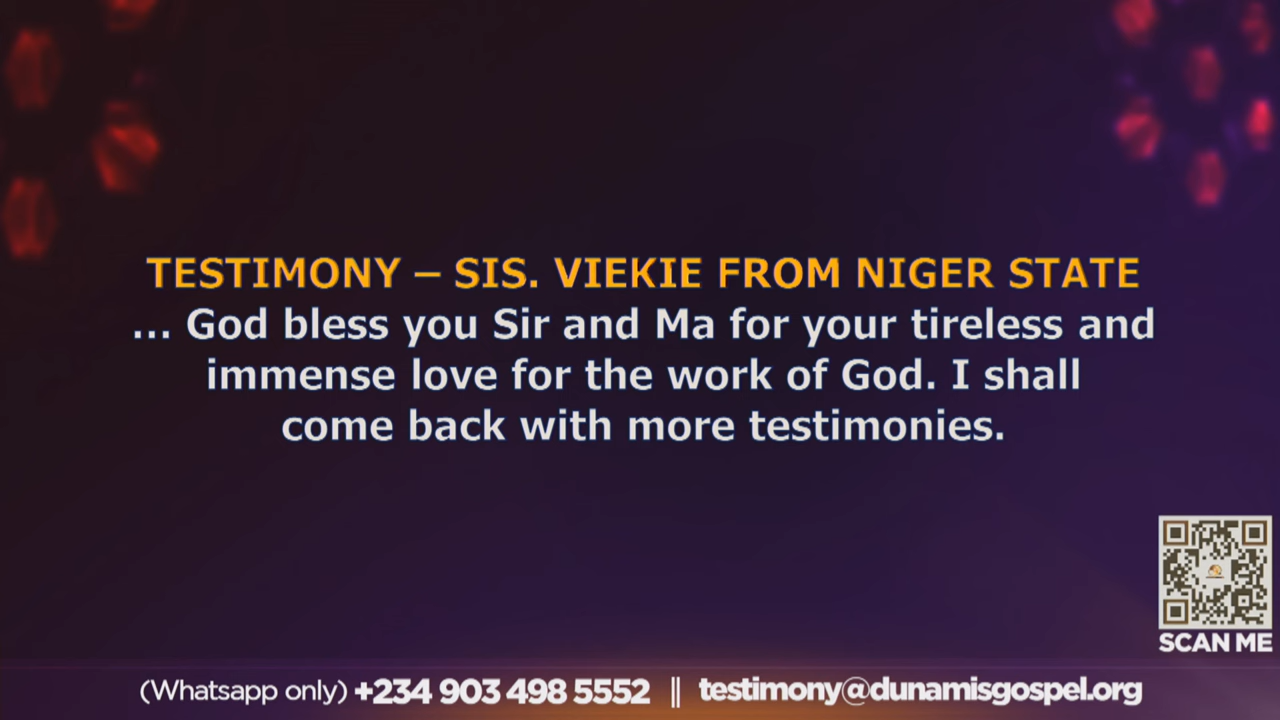 TESTIMONY – SIS. VIEKIE FROM NIGER STATE
... God bless you Sir and Ma for your tireless and
immense love for the work of God. I shall
come back with more testimonies.
SCAN ME
(Whatsapp only) +234 903 498 5552 || testimony@dunamisgospel.org